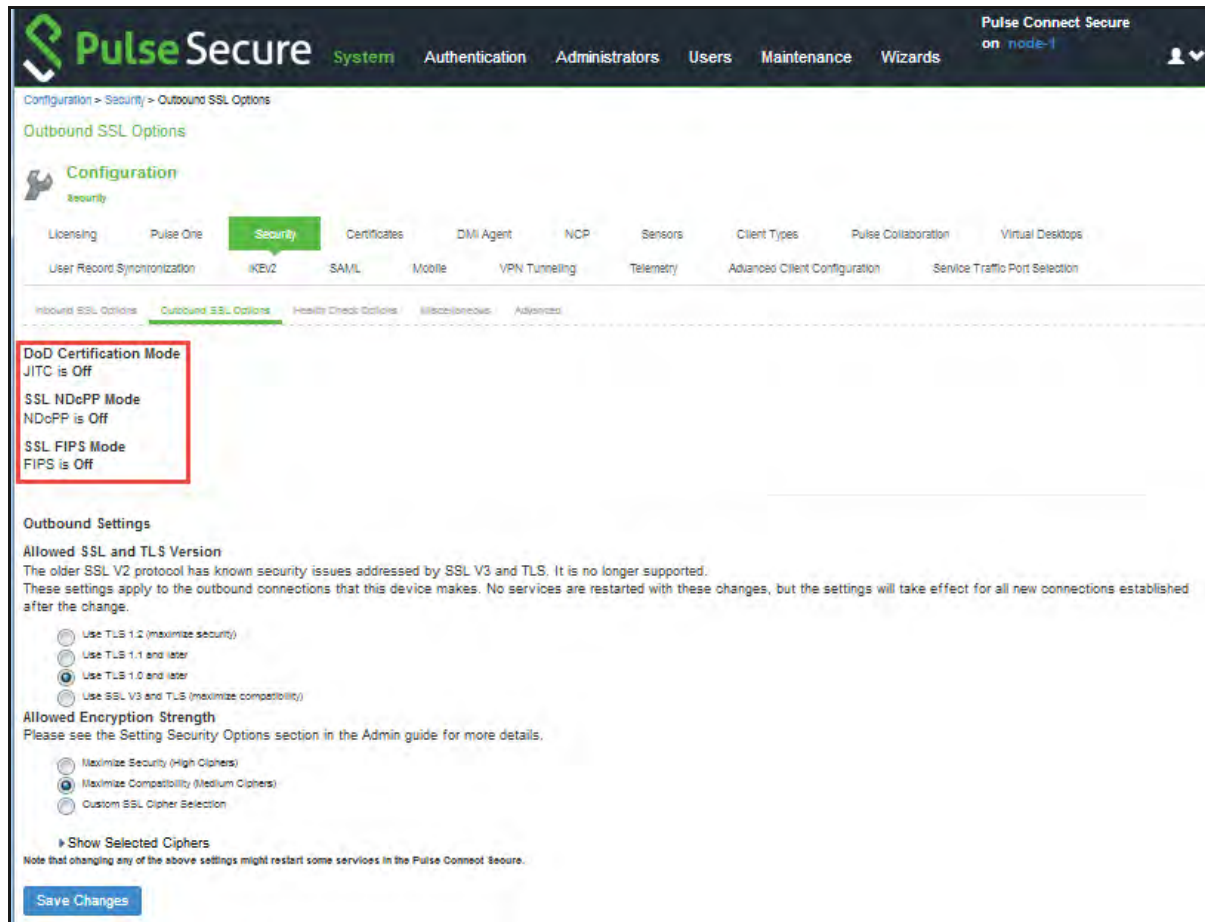 Pulse Secure
System Authentication Administrators Users Maintenance Wizards
Pulse Connect Secure
on node-1
Configuration > Security > Outbound SSL Options
Outbound SSL Options
Configuration
Security
Licensing Pulse One Security Certificates DMI Agent NCP Sensors Client Types Pulse Collaboration Virtual Desktops
User Record Synchronization IKEv2 SAML Mobile VPN Tunneling Telemetry Advanced Client Configuration Service Traffic Port Selection
Inbound SSL Options Outbound SSL Options Health Check Options Miscellaneous Advanced
DoD Certification Mode
JITC is Off
SSL NDcPP Mode
NDcPP is Off
SSL FIPS Mode
FIPS is Off
Outbound Settings
Allowed SSL and TLS Version
The older SSL V2 protocol has known security issues addressed by SSL V3 and TLS. It is no longer supported.
These settings apply to the outbound connections that this device makes. No services are restarted with these changes, but the settings will take effect for all new connections established
after the change.
Use TLS 1.2 (maximize security)
Use TLS 1.1 and later
Use TLS 1.0 and later
Use SSL V3 and TLS (maximize compatibility)
Allowed Encryption Strength
Please see the Setting Security Options section in the Admin guide for more details.
Maximize Security (High Ciphers)
Maximize Compatibility (Medium Ciphers)
Custom SSL Cipher Selection
Show Selected Ciphers
Note that changing any of the above settings might restart some services in the Pulse Connect Secure.
Save Changes